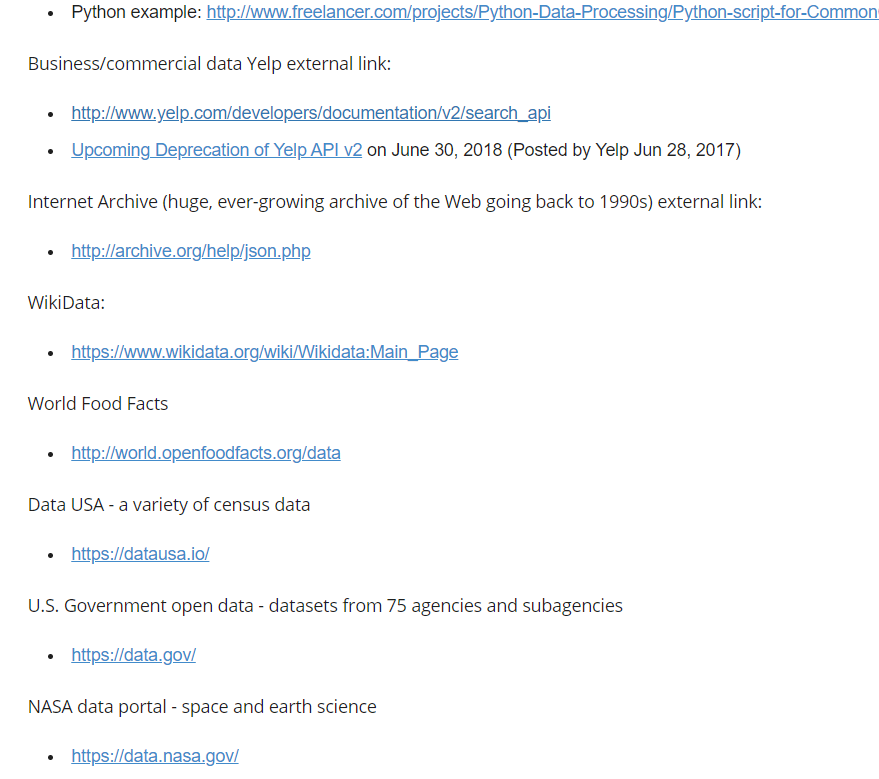 Python example: http://www.freelancer.com/projects/Python-Data-Processing/Python-script-for-Common
Business/commercial data Yelp external link:
http://www.yelp.com/developers/documentation/v2/search_api
Upcoming Deprecation of Yelp API v2 on June 30, 2018 (Posted by Yelp Jun 28, 2017)
Internet Archive (huge, ever-growing archive of the Web going back to 1990s) external link:
http://archive.org/help/json.php
WikiData:
https://www.wikidata.org/wiki/Wikidata:Main_Page
World Food Facts
http://world.openfoodfacts.org/data
Data USA - a variety of census data
https://datausa.io/
U.S. Government open data - datasets from 75 agencies and subagencies
https://data.gov/
NASA data portal - space and earth science
https://data.nasa.gov/